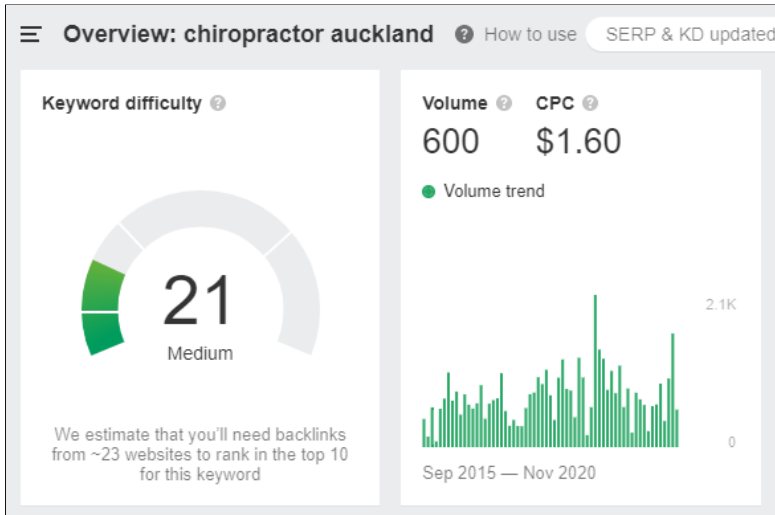 Overview: chiropractor auckland
How to use
SERP & KD updated
Keyword difficulty
21
Medium
We estimate that you'll need backlinks
from ~23 websites to rank in the top 10
for this keyword
Volume CPC
600 $1.60
Volume trend
2.1K
0
Sep 2015 — Nov 2020